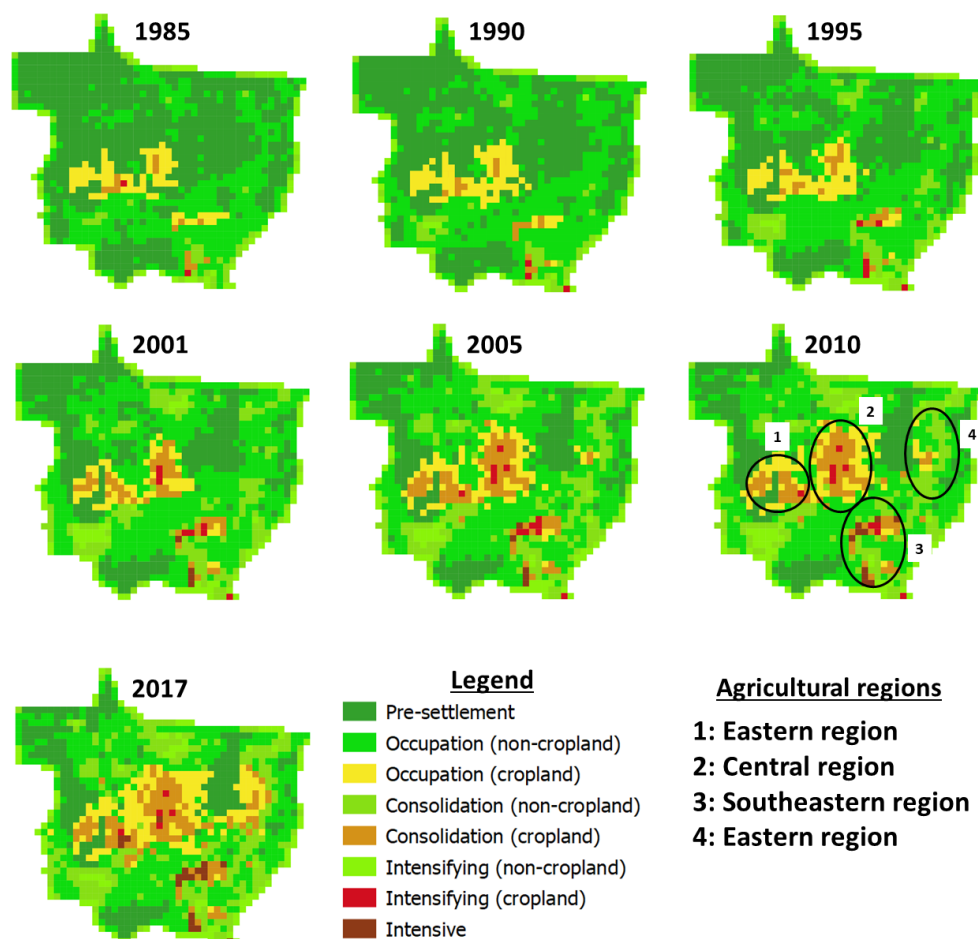 1985
1990
1995
2001
2005
2010
1
2
4
3
2017
Legend
Pre-settlement
Occupation (non-cropland)
Occupation (cropland)
Consolidation (non-cropland)
Consolidation (cropland)
Intensifying (non-cropland)
Intensifying (cropland)
Intensive
Agricultural regions
1: Eastern region
2: Central region
3: Southeastern region
4: Eastern region